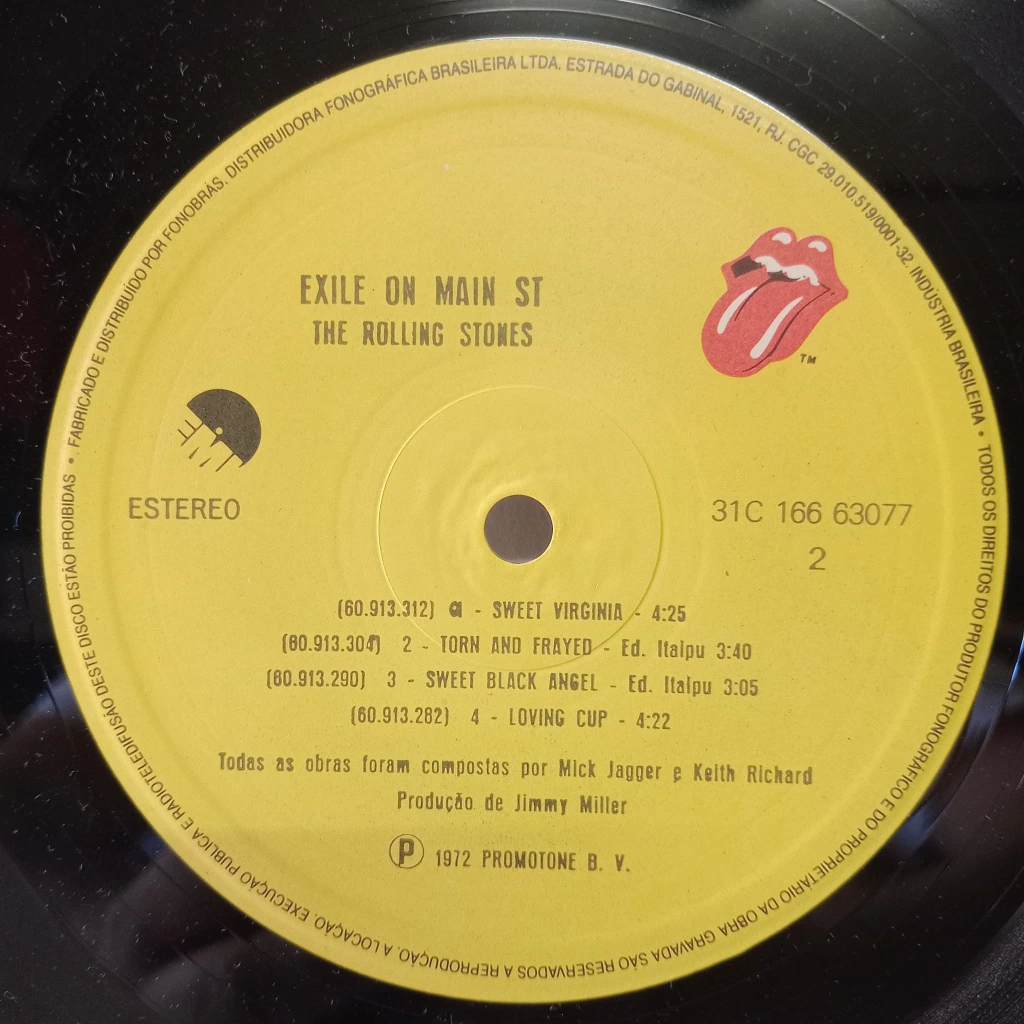 • FABRICADO E DISTRIBUÍDO POR FONOBRÁS. DISTRIBUIDORA FONOGRÁFICA BRASILEIRA LTDA. ESTRADA DO GABINAL, 1521, RJ. CGC 29.010.519/0001-32. INDÚSTRIA BRASILEIRA • TODOS OS DIREITOS DO PRODUTOR FONOGRÁFICO E DO PROPRIETÁRIO DA OBRA GRAVADA SÃO RESERVADOS A REPRODUÇÃO. A LOCAÇÃO. EXECUÇÃO PÚBLICA E RADIOTELEDIFUSÃO DESTE DISCO ESTÃO PROIBIDAS
EXILE ON MAIN ST
THE ROLLING STONES
TM
ESTEREO
31C 166 63077
2
(60.913.312) a - SWEET VIRGINIA - 4:25
(60.913.304) 2 - TORN AND FRAYED - Ed. Itaipu 3:40
(60.913.290) 3 - SWEET BLACK ANGEL - Ed. Itaipu 3:05
(60.913.282) 4 - LOVING CUP - 4:22
Todas as obras foram compostas por Mick Jagger e Keith Richard
Produção de Jimmy Miller
℗ 1972 PROMOTONE B. V.